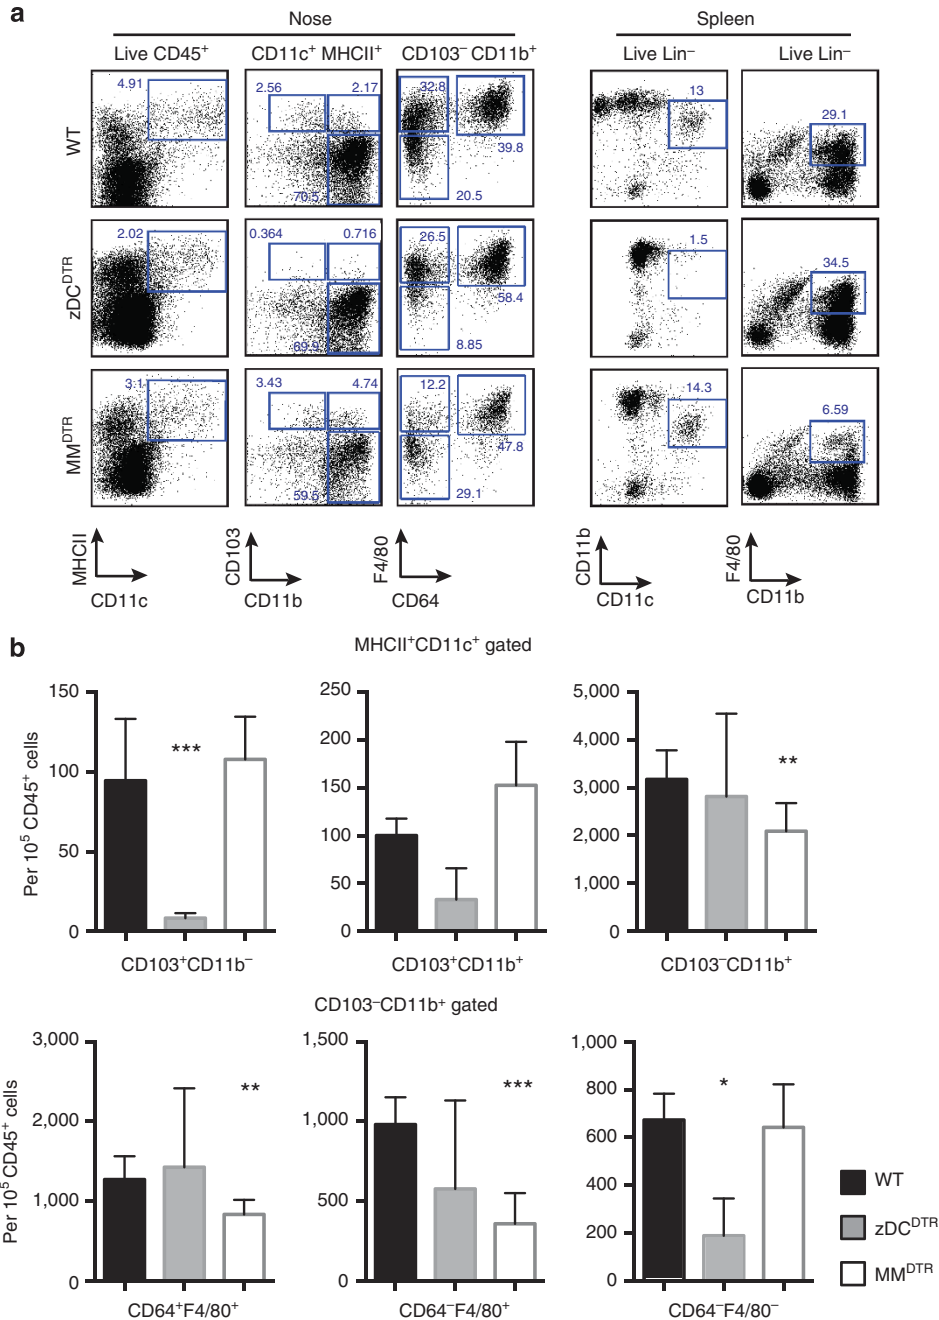 a
Nose
Spleen
Live CD45⁺
CD11c⁺ MHCII⁺
CD103⁻ CD11b⁺
Live Lin⁻
Live Lin⁻
WT
4.91
2.56
2.17
70.5
32.8
39.8
20.5
13
29.1
zDCᴰᵀᴿ
2.02
0.364
0.716
69.9
26.5
58.4
8.85
1.5
34.5
MMᴰᵀᴿ
3.1
3.43
4.74
59.5
12.2
47.8
29.1
14.3
6.59
MHCII
CD11c
CD103
CD11b
F4/80
CD64
CD11b
CD11c
F4/80
CD11b
b
MHCII⁺CD11c⁺ gated
Per 10⁵ CD45⁺ cells
150
100
50
0
***
CD103⁺CD11b⁻
250
200
150
100
50
0
CD103⁺CD11b⁺
5,000
4,000
3,000
2,000
1,000
0
**
CD103⁻CD11b⁺
CD103⁻CD11b⁺ gated
Per 10⁵ CD45⁺ cells
3,000
2,000
1,000
0
**
CD64⁺F4/80⁺
1,500
1,000
500
0
***
CD64⁻F4/80⁺
1,000
800
600
400
200
0
*
CD64⁻F4/80⁻
WT
zDCᴰᵀᴿ
MMᴰᵀᴿ